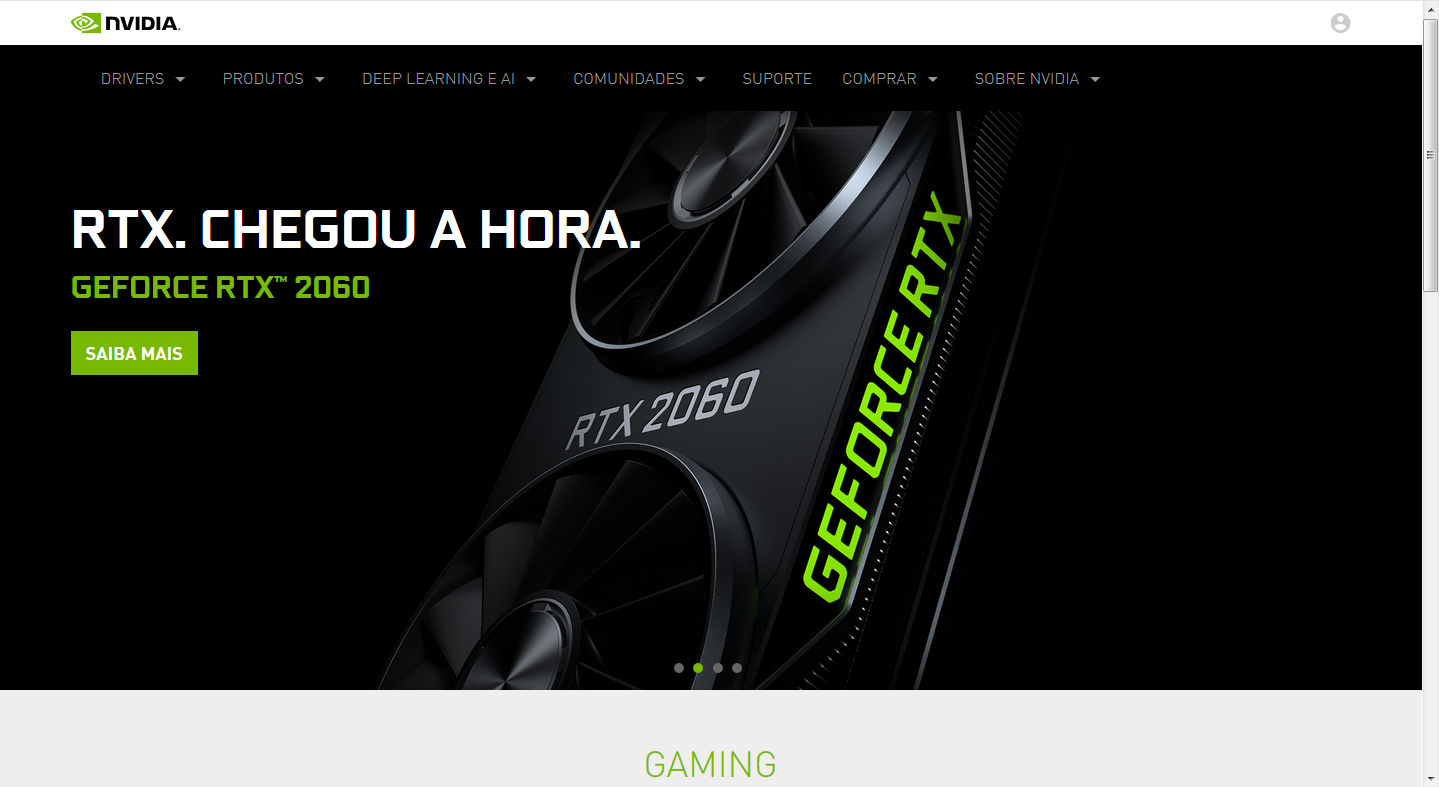 NVIDIA.
DRIVERS PRODUTOS DEEP LEARNING E AI COMUNIDADES SUPORTE COMPRAR SOBRE NVIDIA
RTX. CHEGOU A HORA.
GEFORCE RTX™ 2060
SAIBA MAIS
RTX 2060
GEFORCE RTX
GAMING